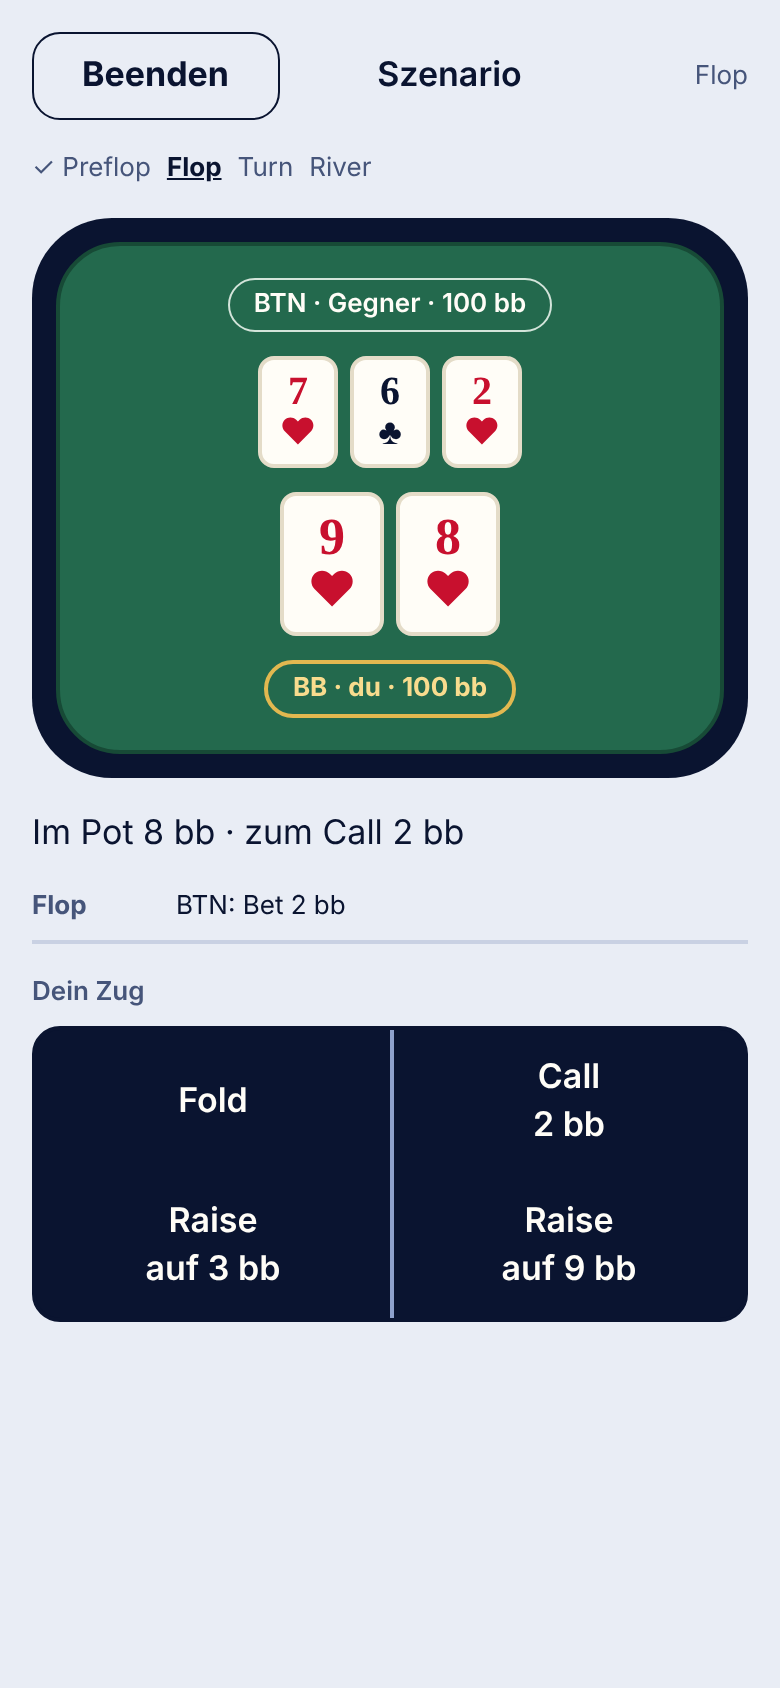 Beenden Szenario Flop
✓ Preflop Flop Turn River
BTN · Gegner · 100 bb
7 6 2
♥ ♣ ♥
9 8
♥ ♥
BB · du · 100 bb
Im Pot 8 bb · zum Call 2 bb
Flop BTN: Bet 2 bb
Dein Zug
Fold
Call
2 bb
Raise
auf 3 bb
Raise
auf 9 bb